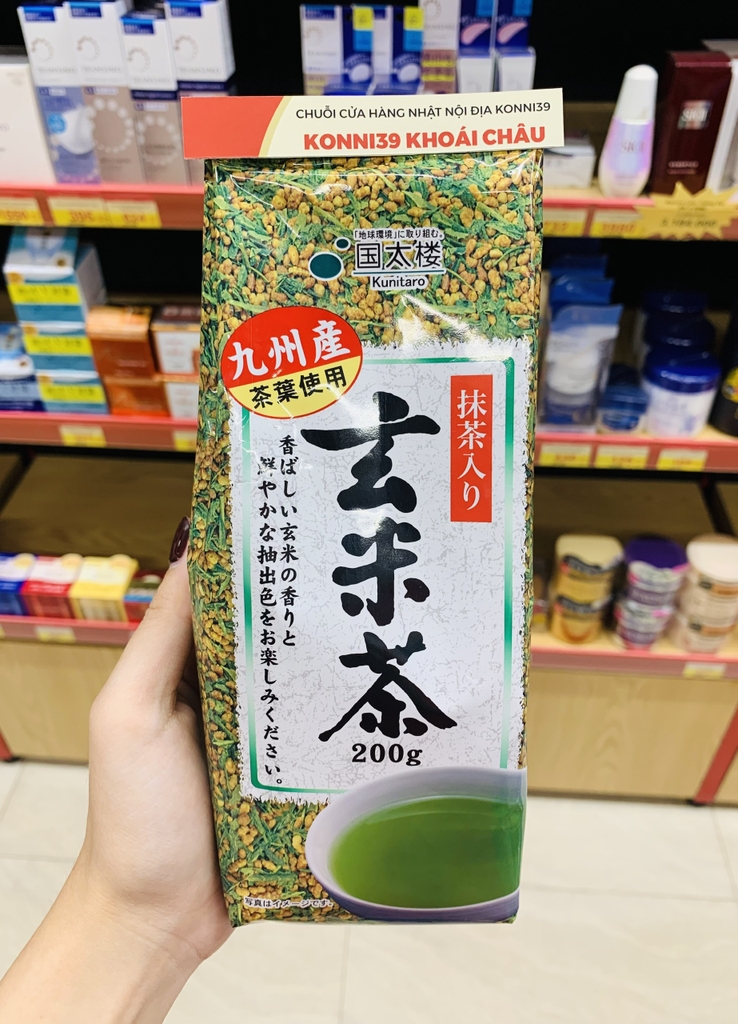 CHUỖI CỬA HÀNG NHẬT NỘI ĐỊA KONNI39
KONNI39 KHOÁI CHÂU
「地球環境」に取り組む。
国太楼
Kunitaro
九州産
茶葉使用
抹茶入り
玄米茶
香ばしい玄米の香りと
鮮やかな抽出色をお楽しみください。
200g
写真はイメージです。